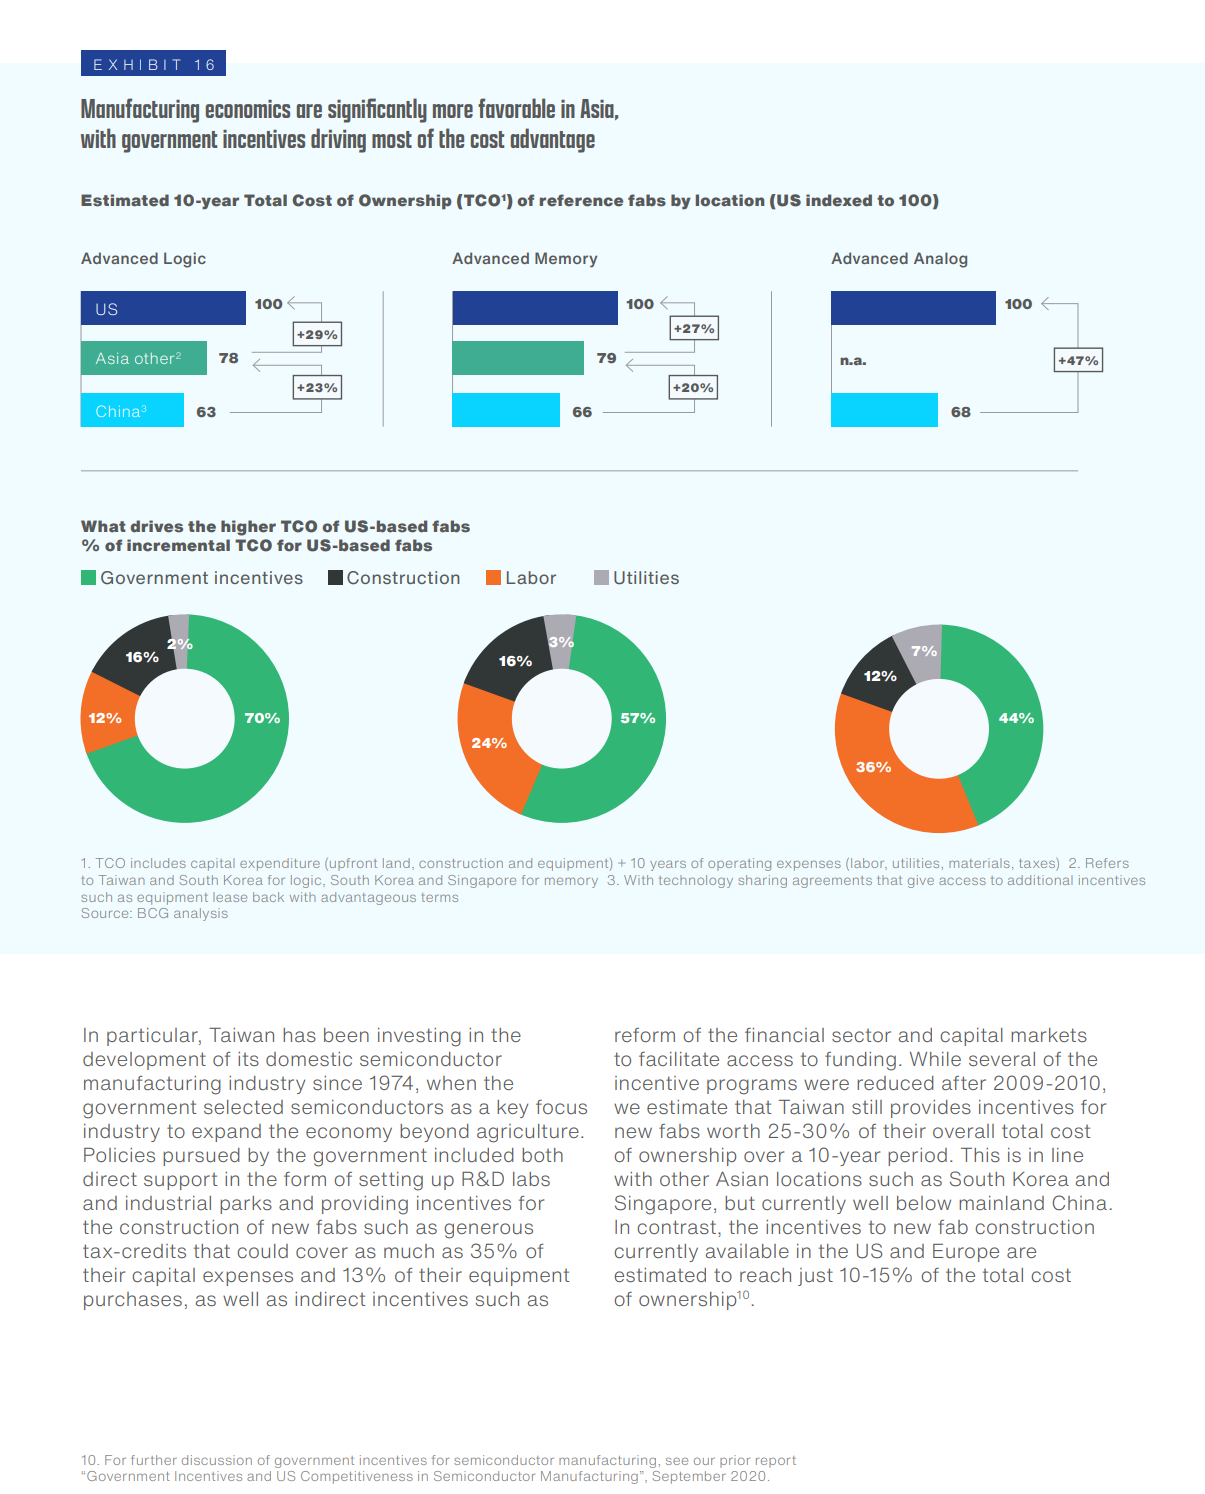 EXHIBIT 16
Manufacturing economics are significantly more favorable in Asia,
with government incentives driving most of the cost advantage
Estimated 10-year Total Cost of Ownership (TCO¹) of reference fabs by location (US indexed to 100)
Advanced Logic
US 100
+29%
Asia other² 78
+23%
China³ 63
Advanced Memory
100
+27%
79
+20%
66
Advanced Analog
100
n.a.
+47%
68
What drives the higher TCO of US-based fabs
% of incremental TCO for US-based fabs
Government incentives Construction Labor Utilities
2%
16%
12%
70%
3%
16%
57%
24%
7%
12%
44%
36%
1. TCO includes capital expenditure (upfront land, construction and equipment) + 10 years of operating expenses (labor, utilities, materials, taxes) 2. Refers
to Taiwan and South Korea for logic, South Korea and Singapore for memory 3. With technology sharing agreements that give access to additional incentives
such as equipment lease back with advantageous terms
Source: BCG analysis
In particular, Taiwan has been investing in the
development of its domestic semiconductor
manufacturing industry since 1974, when the
government selected semiconductors as a key focus
industry to expand the economy beyond agriculture.
Policies pursued by the government included both
direct support in the form of setting up R&D labs
and industrial parks and providing incentives for
the construction of new fabs such as generous
tax-credits that could cover as much as 35% of
their capital expenses and 13% of their equipment
purchases, as well as indirect incentives such as
reform of the financial sector and capital markets
to facilitate access to funding. While several of the
incentive programs were reduced after 2009-2010,
we estimate that Taiwan still provides incentives for
new fabs worth 25-30% of their overall total cost
of ownership over a 10-year period. This is in line
with other Asian locations such as South Korea and
Singapore, but currently well below mainland China.
In contrast, the incentives to new fab construction
currently available in the US and Europe are
estimated to reach just 10-15% of the total cost
of ownership¹⁰.
10. For further discussion of government incentives for semiconductor manufacturing, see our prior report
“Government Incentives and US Competitiveness in Semiconductor Manufacturing”, September 2020.